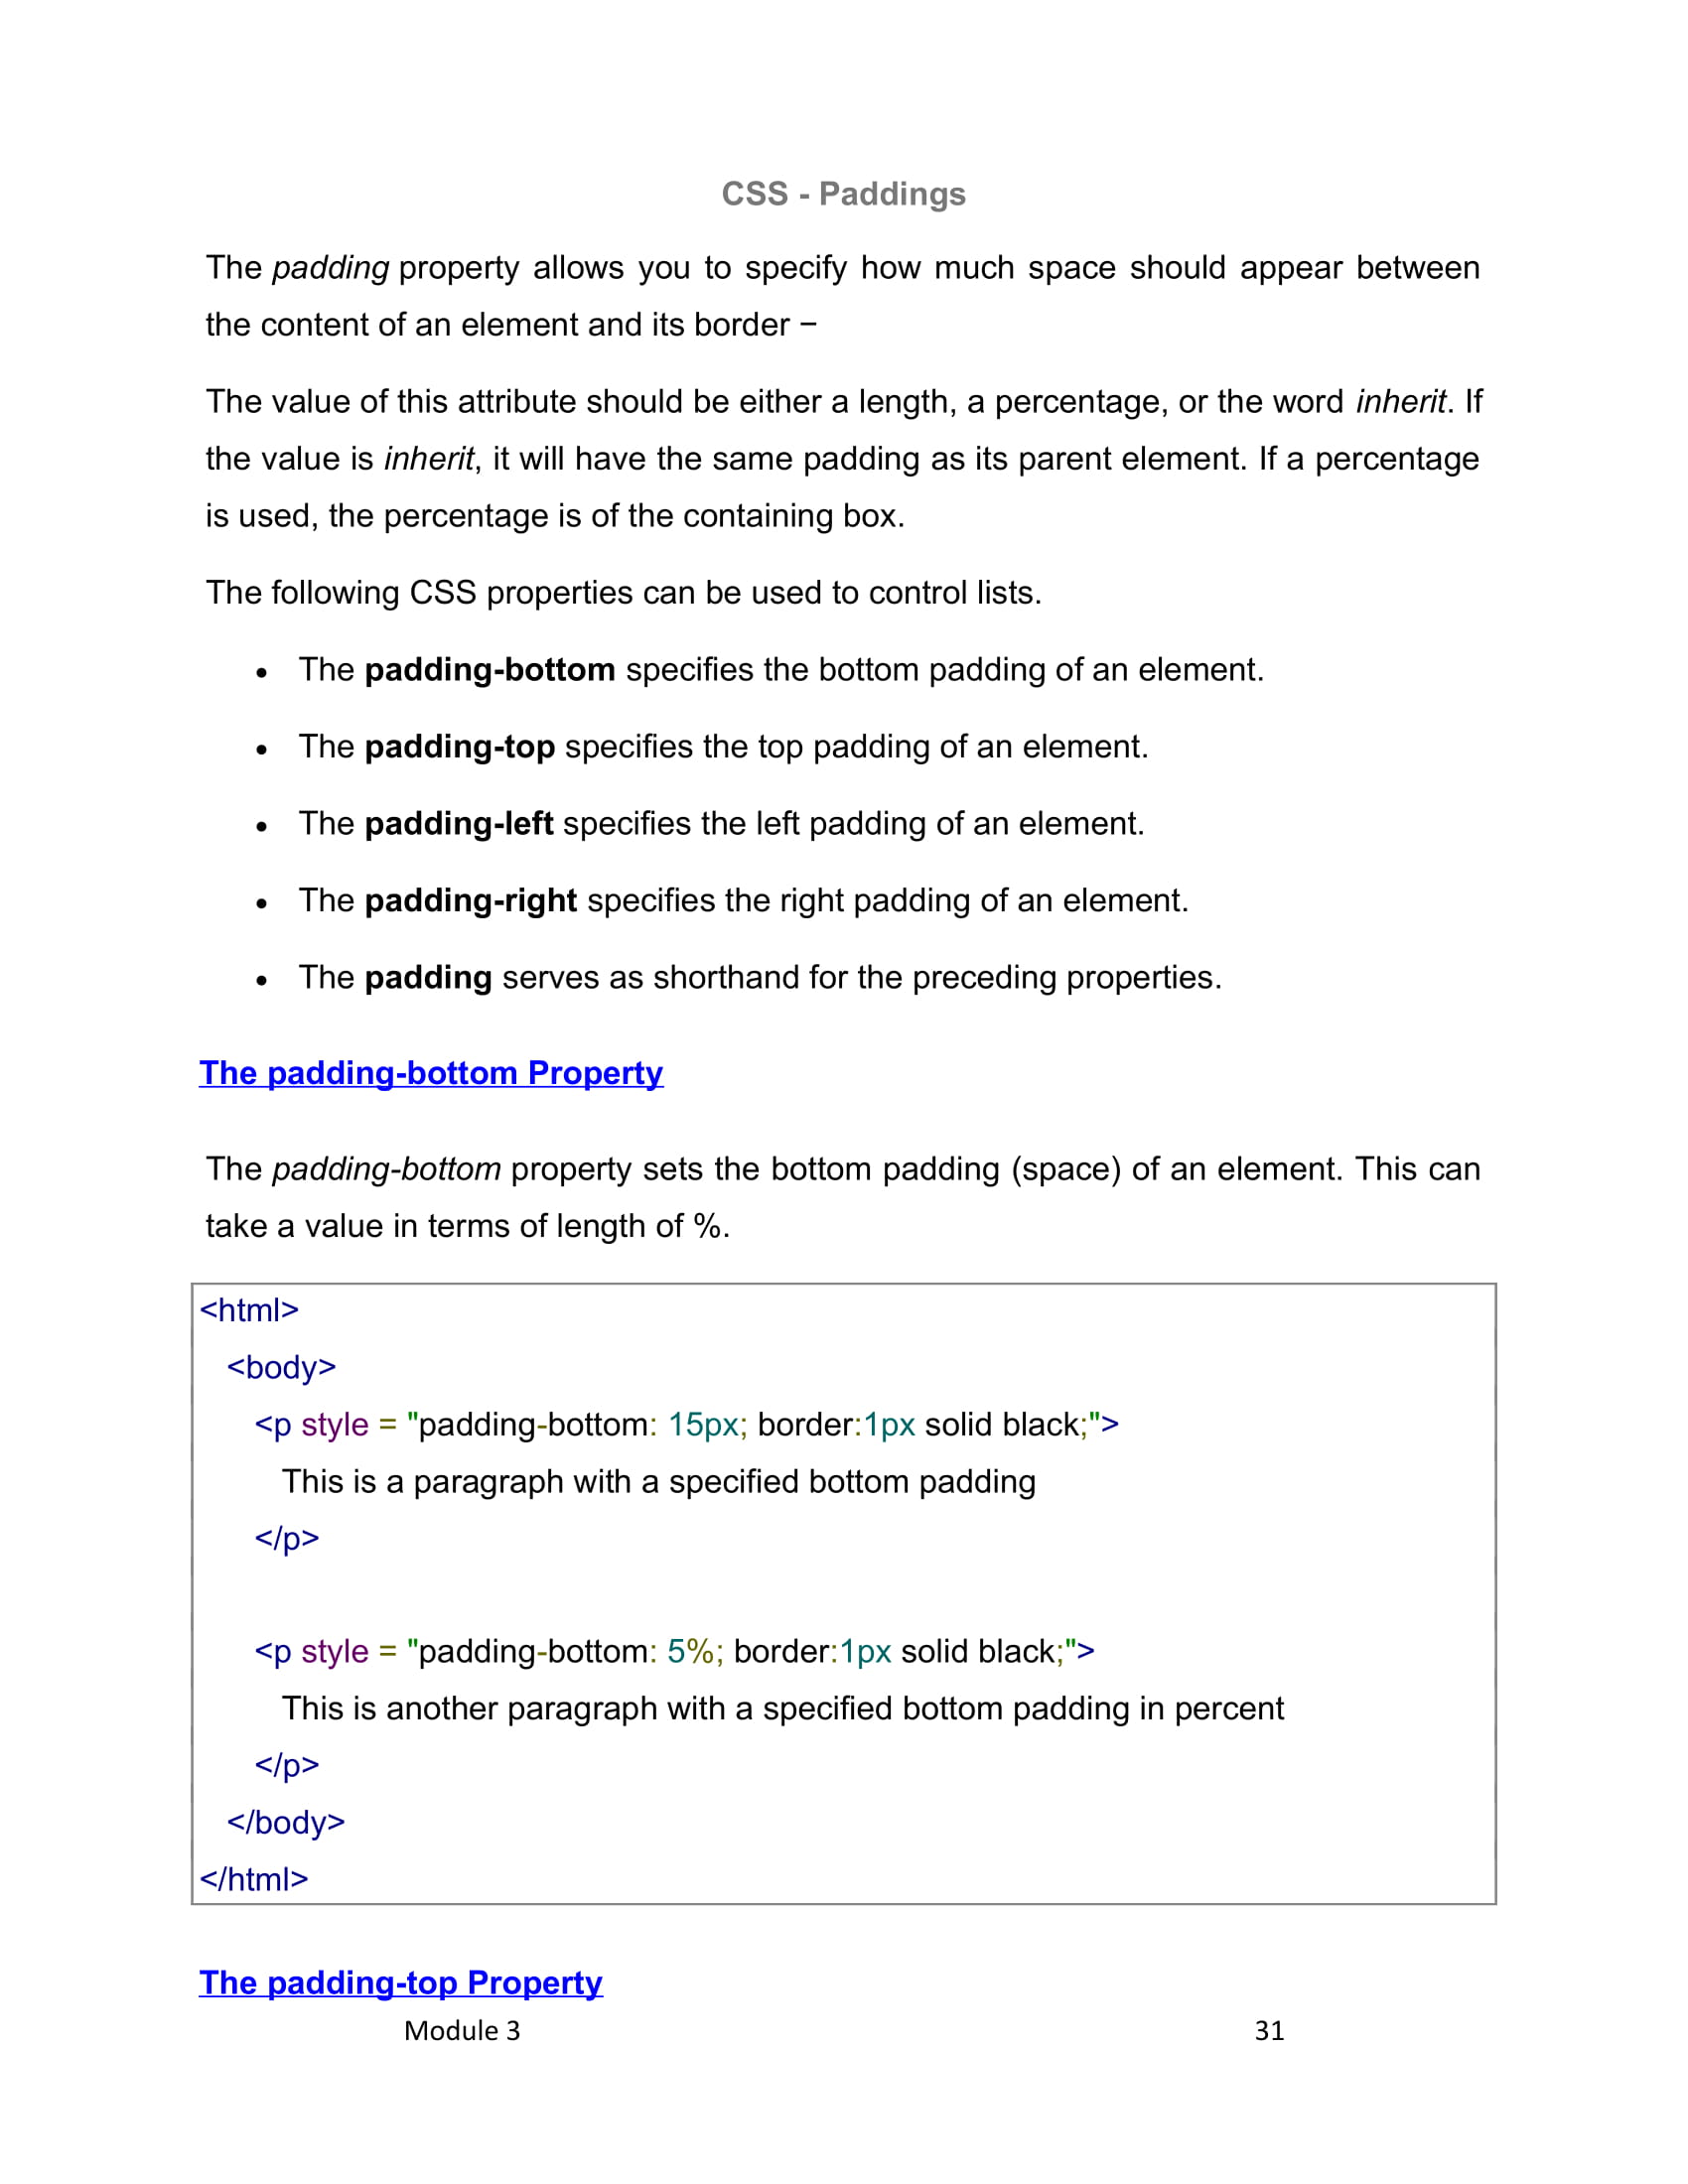 CSS - Paddings
The padding property allows you to specify how much space should appear between
the content of an element and its border −
The value of this attribute should be either a length, a percentage, or the word inherit. If
the value is inherit, it will have the same padding as its parent element. If a percentage
is used, the percentage is of the containing box.
The following CSS properties can be used to control lists.
• The padding-bottom specifies the bottom padding of an element.
• The padding-top specifies the top padding of an element.
• The padding-left specifies the left padding of an element.
• The padding-right specifies the right padding of an element.
• The padding serves as shorthand for the preceding properties.
The padding-bottom Property
The padding-bottom property sets the bottom padding (space) of an element. This can
take a value in terms of length of %.
<html>
<body>
<p style = "padding-bottom: 15px; border:1px solid black;">
This is a paragraph with a specified bottom padding
</p>
<p style = "padding-bottom: 5%; border:1px solid black;">
This is another paragraph with a specified bottom padding in percent
</p>
</body>
</html>
The padding-top Property
Module 3 31